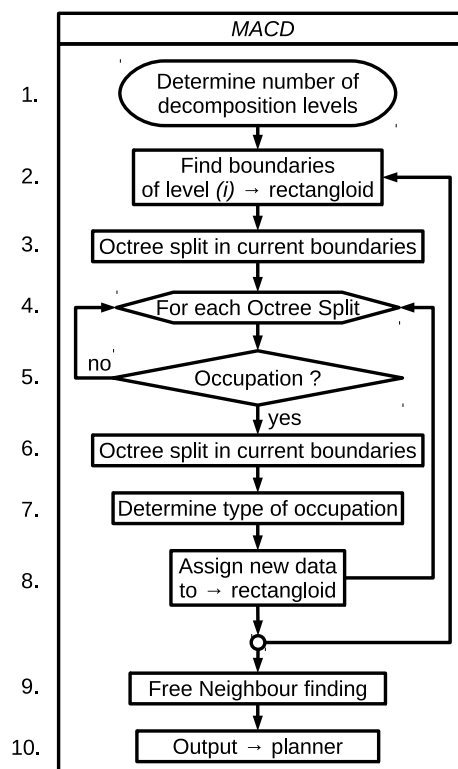 MACD
1. Determine number of
decomposition levels
2. Find boundaries
of level (i) → rectangloid
3. Octree split in current boundaries
4. For each Octree Split
no
5. Occupation ?
yes
6. Octree split in current boundaries
7. Determine type of occupation
8. Assign new data
to → rectangloid
9. Free Neighbour finding
10. Output → planner